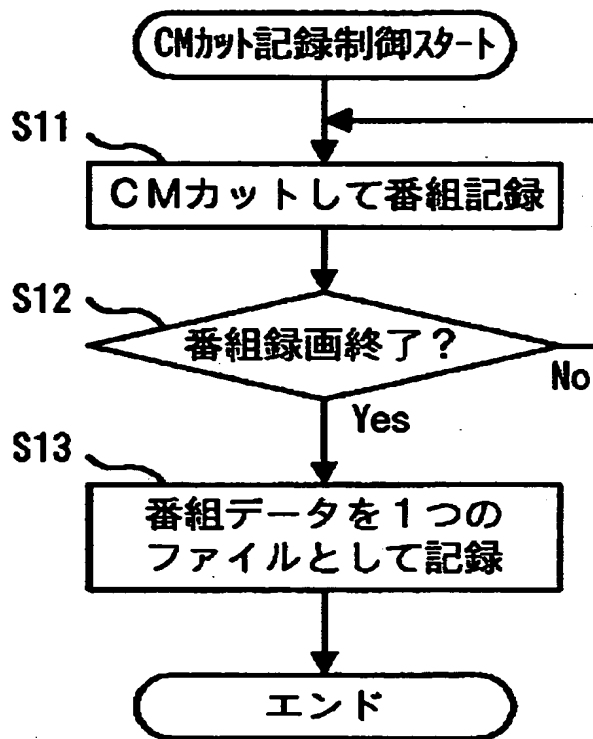 CMカット記録制御スタート
S11
CMカットして番組記録
S12
番組録画終了?
No
Yes
S13
番組データを1つの
ファイルとして記録
エンド